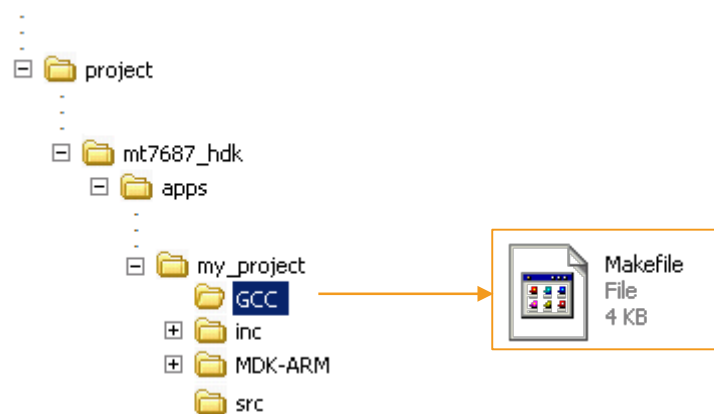 project
mt7687_hdk
apps
my_project
GCC
inc
MDK-ARM
src
Makefile
File
4 KB